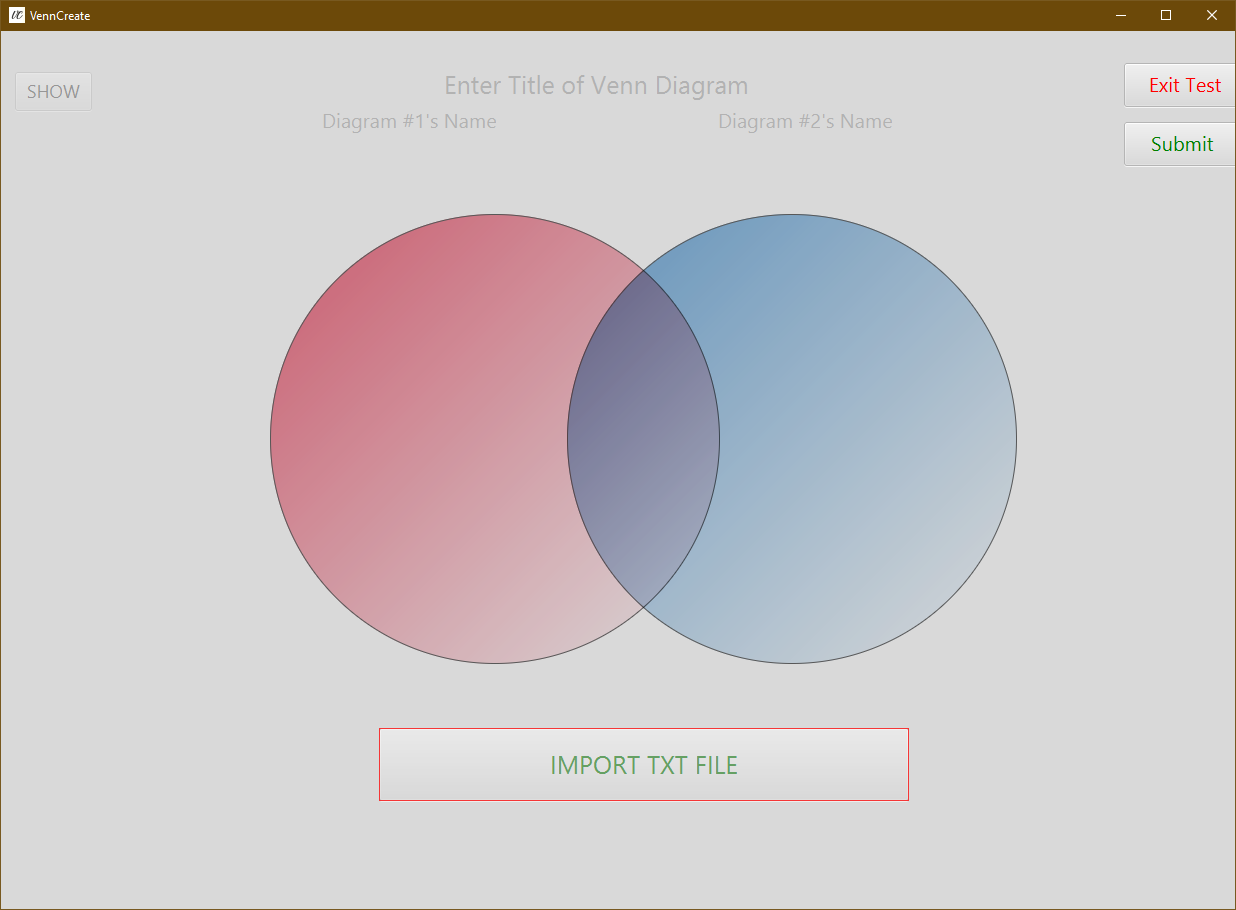 VC VennCreate
SHOW
Enter Title of Venn Diagram
Diagram #1's Name
Diagram #2's Name
Exit Test
Submit
IMPORT TXT FILE